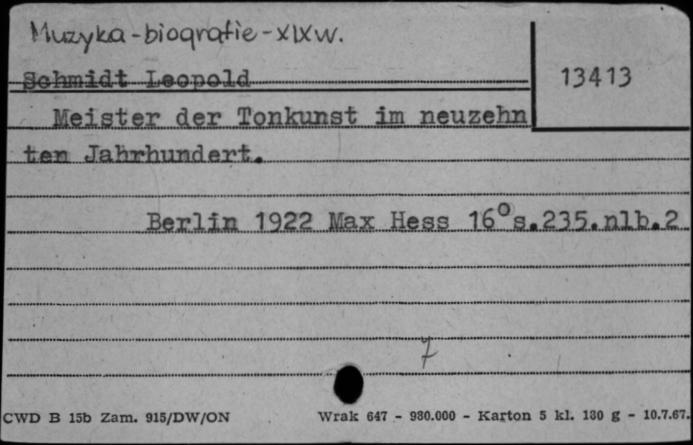 Muzyka-biografie-XIXw.
Schmidt Leopold
13413
Meister der Tonkunst im neuzehn
ten Jahrhundert.
Berlin 1922 Max Hess 16° s.235.nlb.2
7
CWD B 15b Zam. 915/DW/ON Wrak 647 - 980.000 - Karton 5 kl. 180 g - 10.7.67.